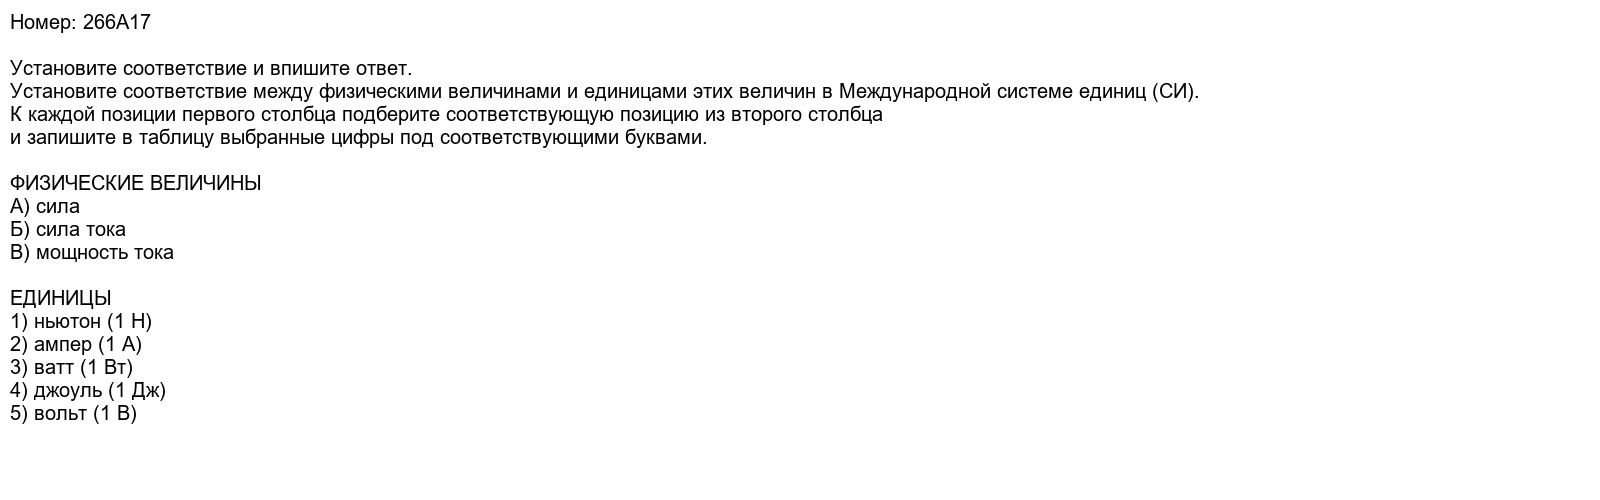 Номер: 266A17
Установите соответствие и впишите ответ.
Установите соответствие между физическими величинами и единицами этих величин в Международной системе единиц (СИ).
К каждой позиции первого столбца подберите соответствующую позицию из второго столбца
и запишите в таблицу выбранные цифры под соответствующими буквами.
ФИЗИЧЕСКИЕ ВЕЛИЧИНЫ
А) сила
Б) сила тока
В) мощность тока
ЕДИНИЦЫ
1) ньютон (1 Н)
2) ампер (1 А)
3) ватт (1 Вт)
4) джоуль (1 Дж)
5) вольт (1 В)